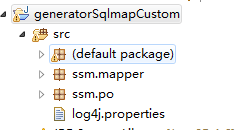 generatorSqlmapCustom
src
(default package)
ssm.mapper
ssm.po
log4j.properties